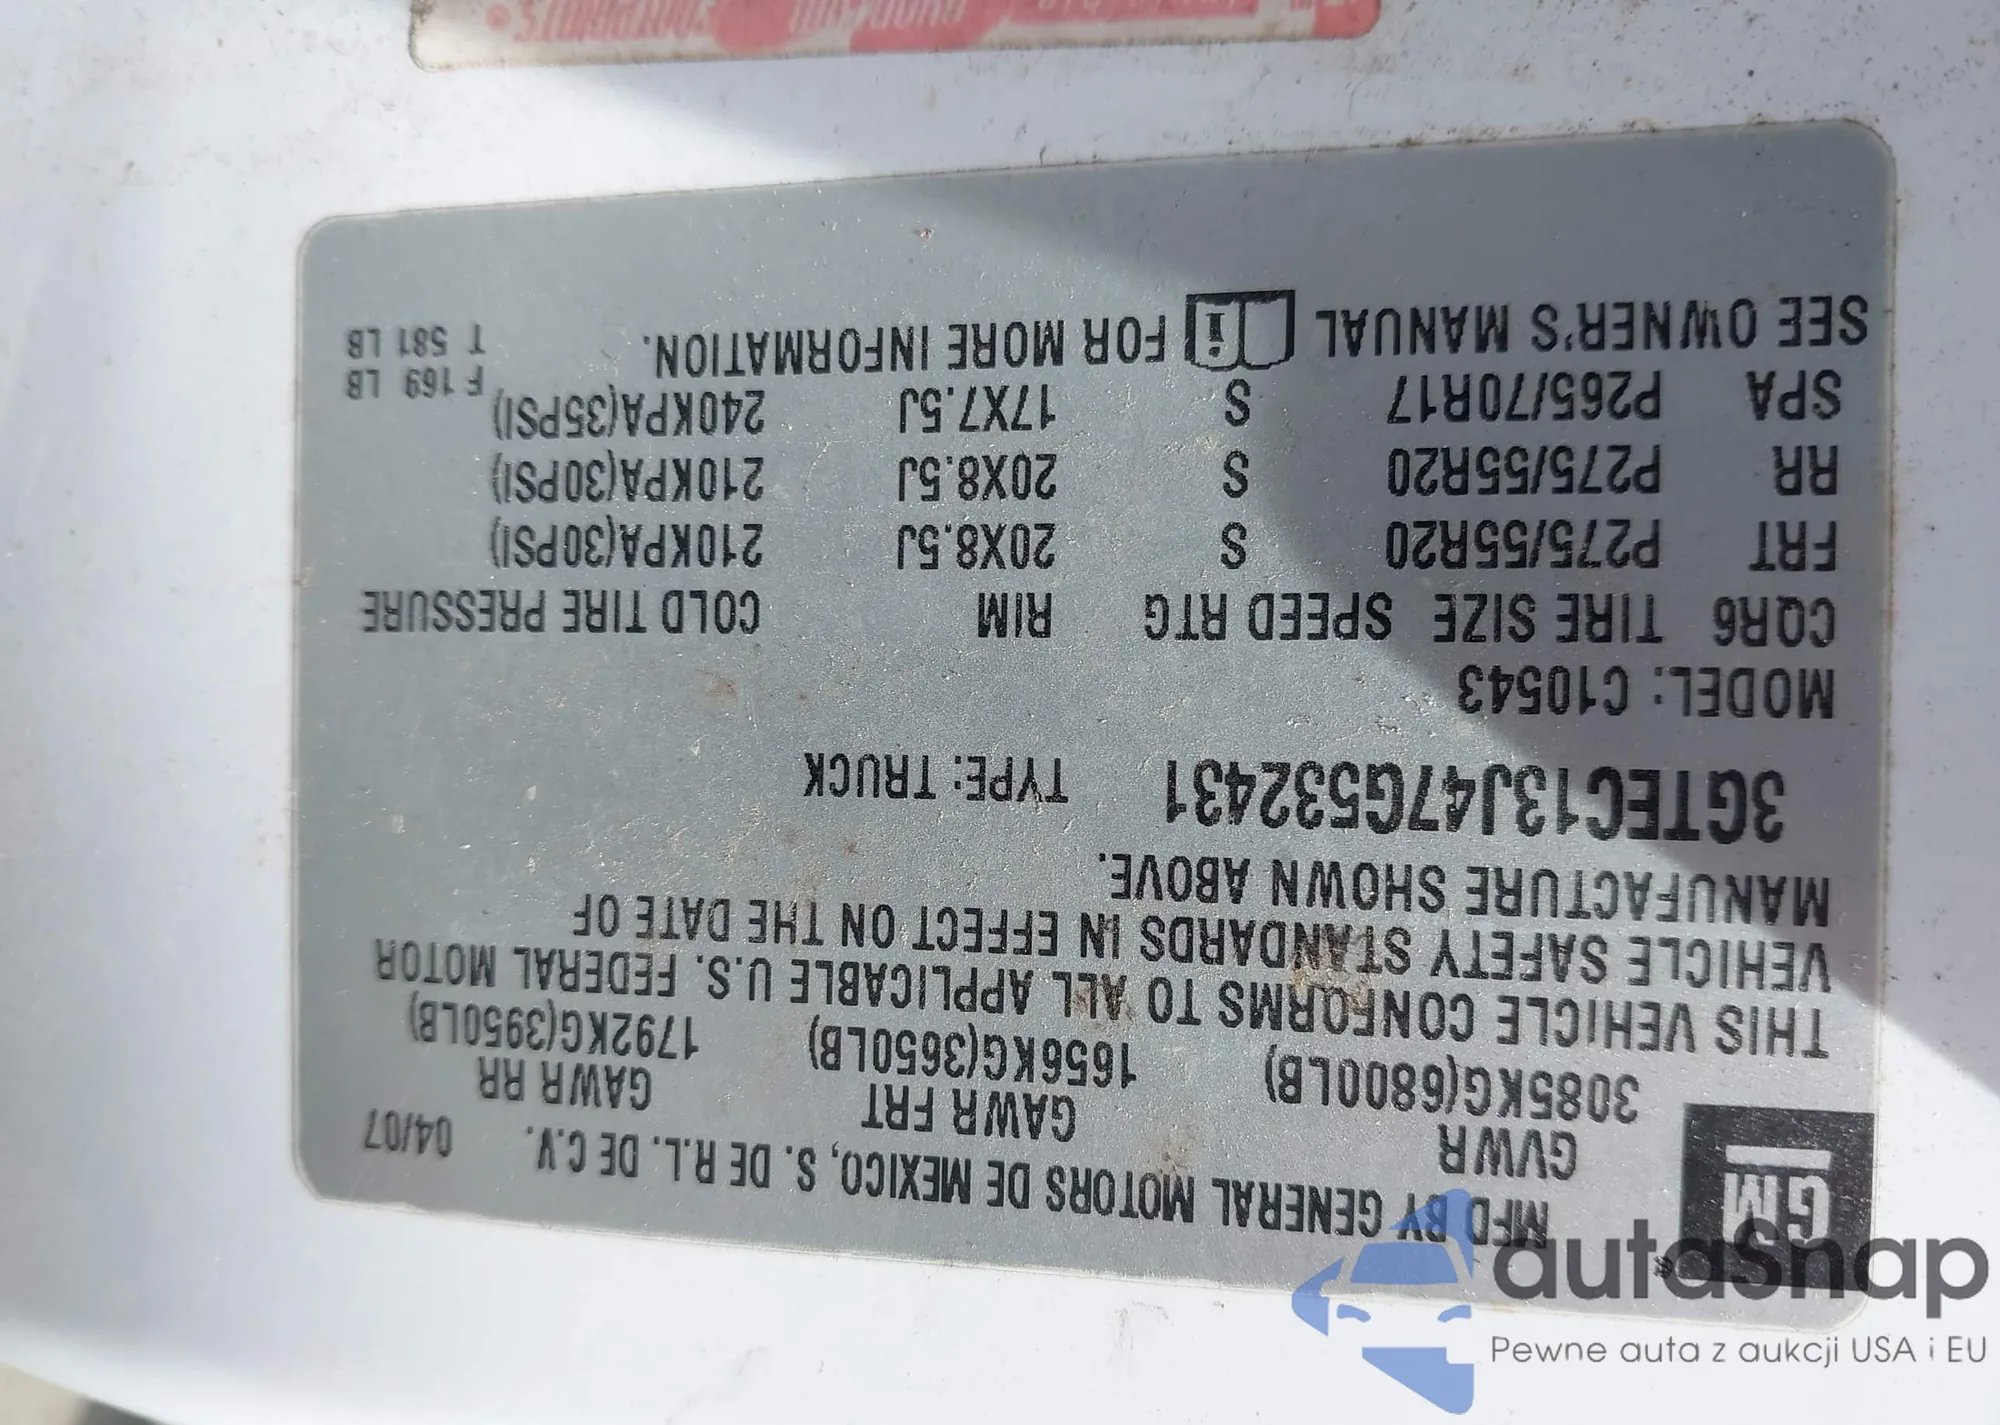 GM
MFD BY GENERAL MOTORS DE MEXICO, S. DE R.L. DE C.V. 04/07
GVWR GAWR FRT GAWR RR
3085KG(6800LB) 1656KG(3650LB) 1792KG(3950LB)
THIS VEHICLE CONFORMS TO ALL APPLICABLE U.S. FEDERAL MOTOR
VEHICLE SAFETY STANDARDS IN EFFECT ON THE DATE OF
MANUFACTURE SHOWN ABOVE.
3GTEC13J47G532431 TYPE: TRUCK
MODEL: C10543
CQR6 TIRE SIZE SPEED RTG RIM COLD TIRE PRESSURE
FRT P275/55R20 S 20X8.5J 210KPA(30PSI)
RR P275/55R20 S 20X8.5J 210KPA(30PSI)
SPA P265/70R17 S 17X7.5J 240KPA(35PSI)
SEE OWNER'S MANUAL i FOR MORE INFORMATION.
F 169 LB
T 581 LB
autaSnap
Pewne auta z aukcji USA i EU